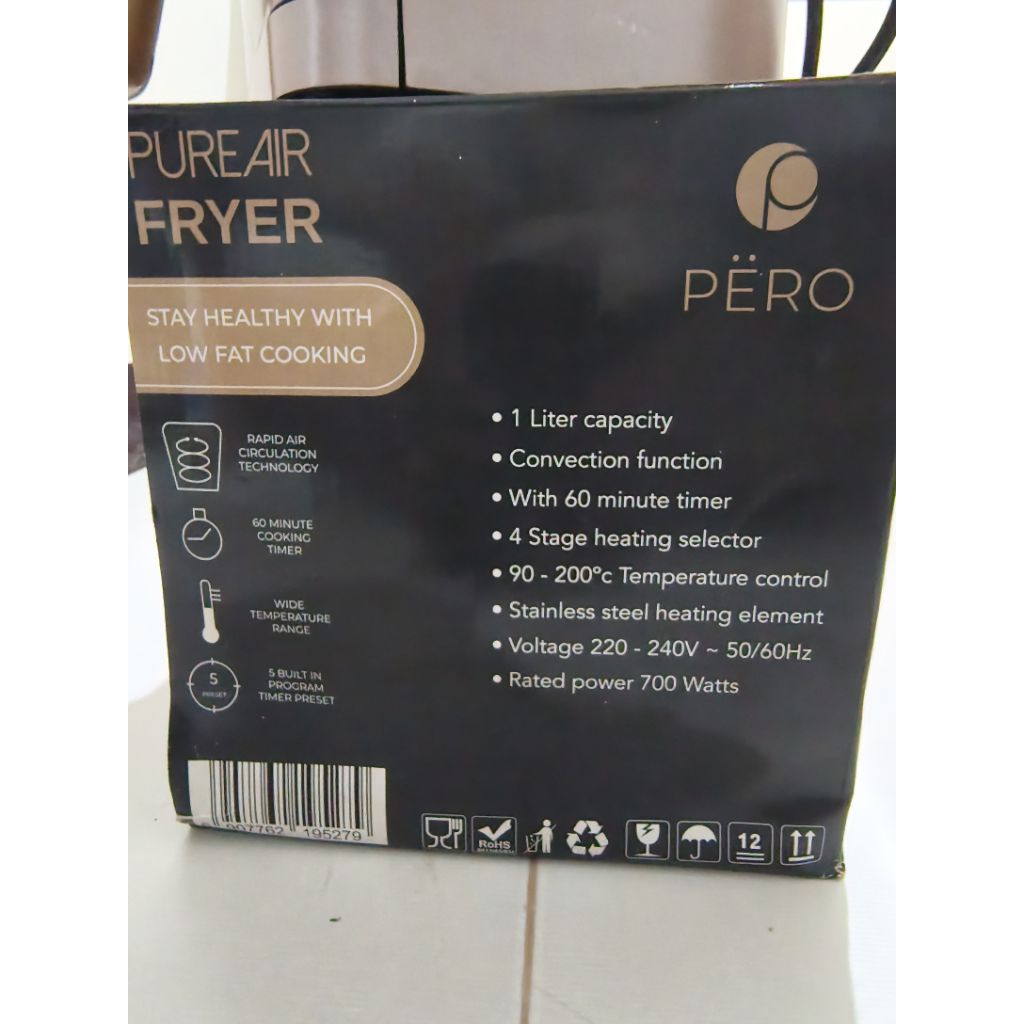 PUREAIR
FRYER
STAY HEALTHY WITH
LOW FAT COOKING
RAPID AIR
CIRCULATION
TECHNOLOGY
60 MINUTE
COOKING
TIMER
WIDE
TEMPERATURE
RANGE
5
PRESET
5 BUILT IN
PROGRAM
TIMER PRESET
PËRO
• 1 Liter capacity
• Convection function
• With 60 minute timer
• 4 Stage heating selector
• 90 - 200°c Temperature control
• Stainless steel heating element
• Voltage 220 - 240V ~ 50/60Hz
• Rated power 700 Watts
907762 195279
RoHS
12